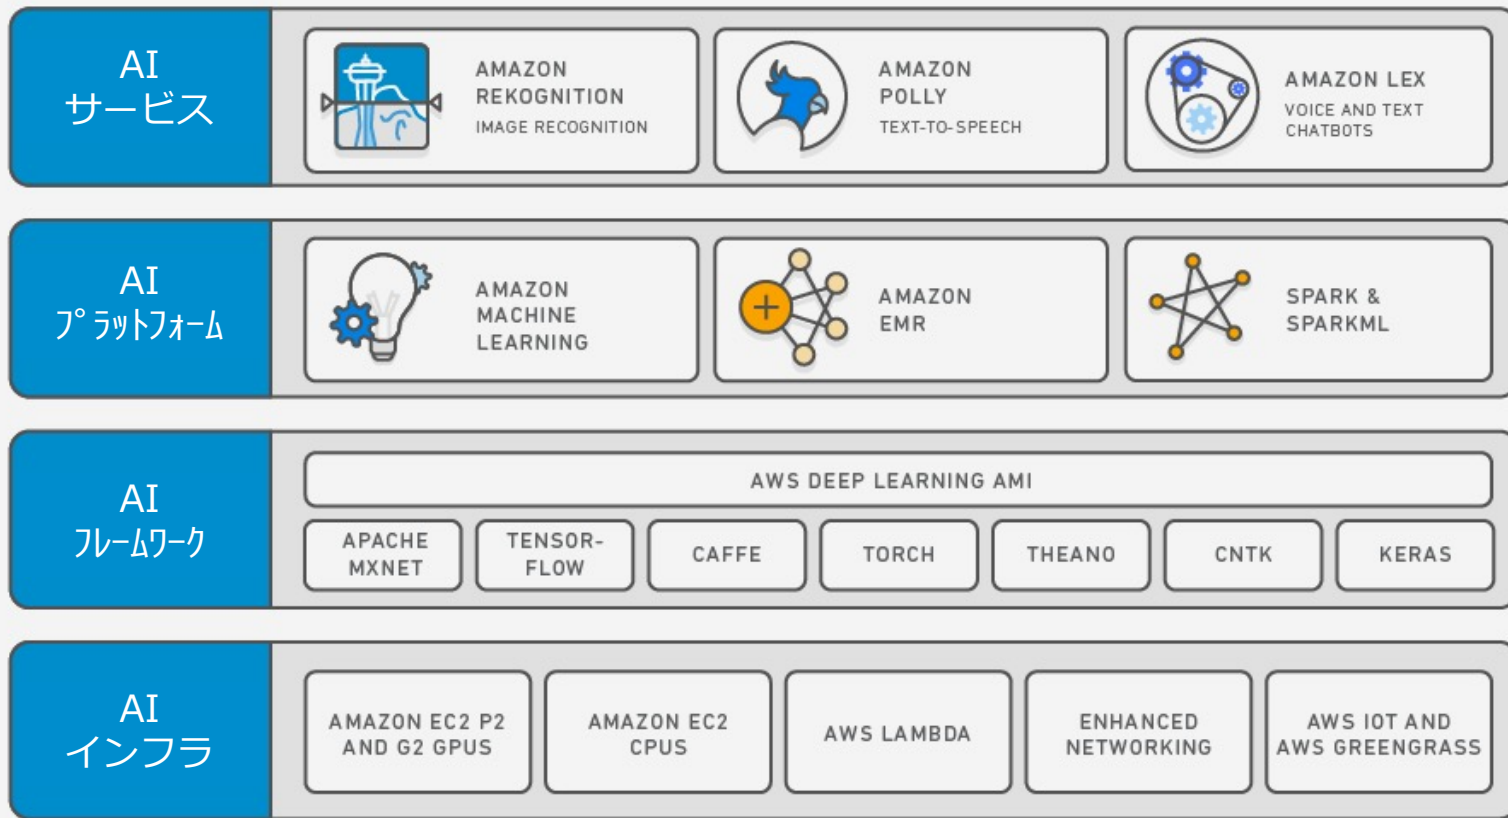 AI
サービス
AMAZON
REKOGNITION
IMAGE RECOGNITION
AMAZON
POLLY
TEXT-TO-SPEECH
AMAZON LEX
VOICE AND TEXT
CHATBOTS
AI
プラットフォーム
AMAZON
MACHINE
LEARNING
AMAZON
EMR
SPARK &
SPARKML
AI
フレームワーク
AWS DEEP LEARNING AMI
APACHE
MXNET
TENSOR-
FLOW
CAFFE
TORCH
THEANO
CNTK
KERAS
AI
インフラ
AMAZON EC2 P2
AND G2 GPUS
AMAZON EC2
CPUS
AWS LAMBDA
ENHANCED
NETWORKING
AWS IOT AND
AWS GREENGRASS